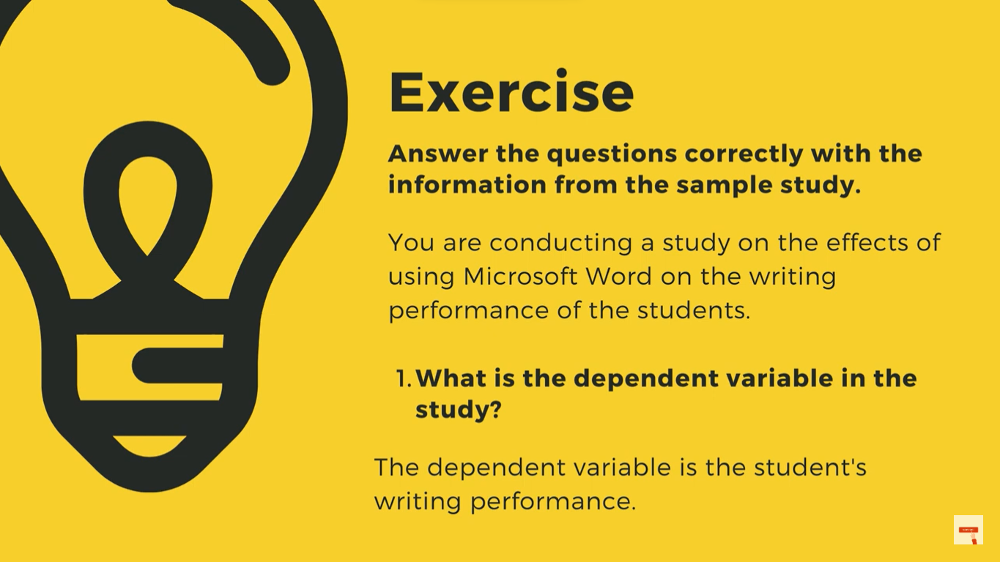 Exercise
Answer the questions correctly with the
information from the sample study.
You are conducting a study on the effects of
using Microsoft Word on the writing
performance of the students.
1. What is the dependent variable in the
study?
The dependent variable is the student's
writing performance.